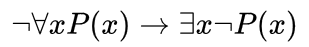 ¬∀xP(x) → ∃x¬P(x)